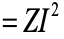 = ZI²